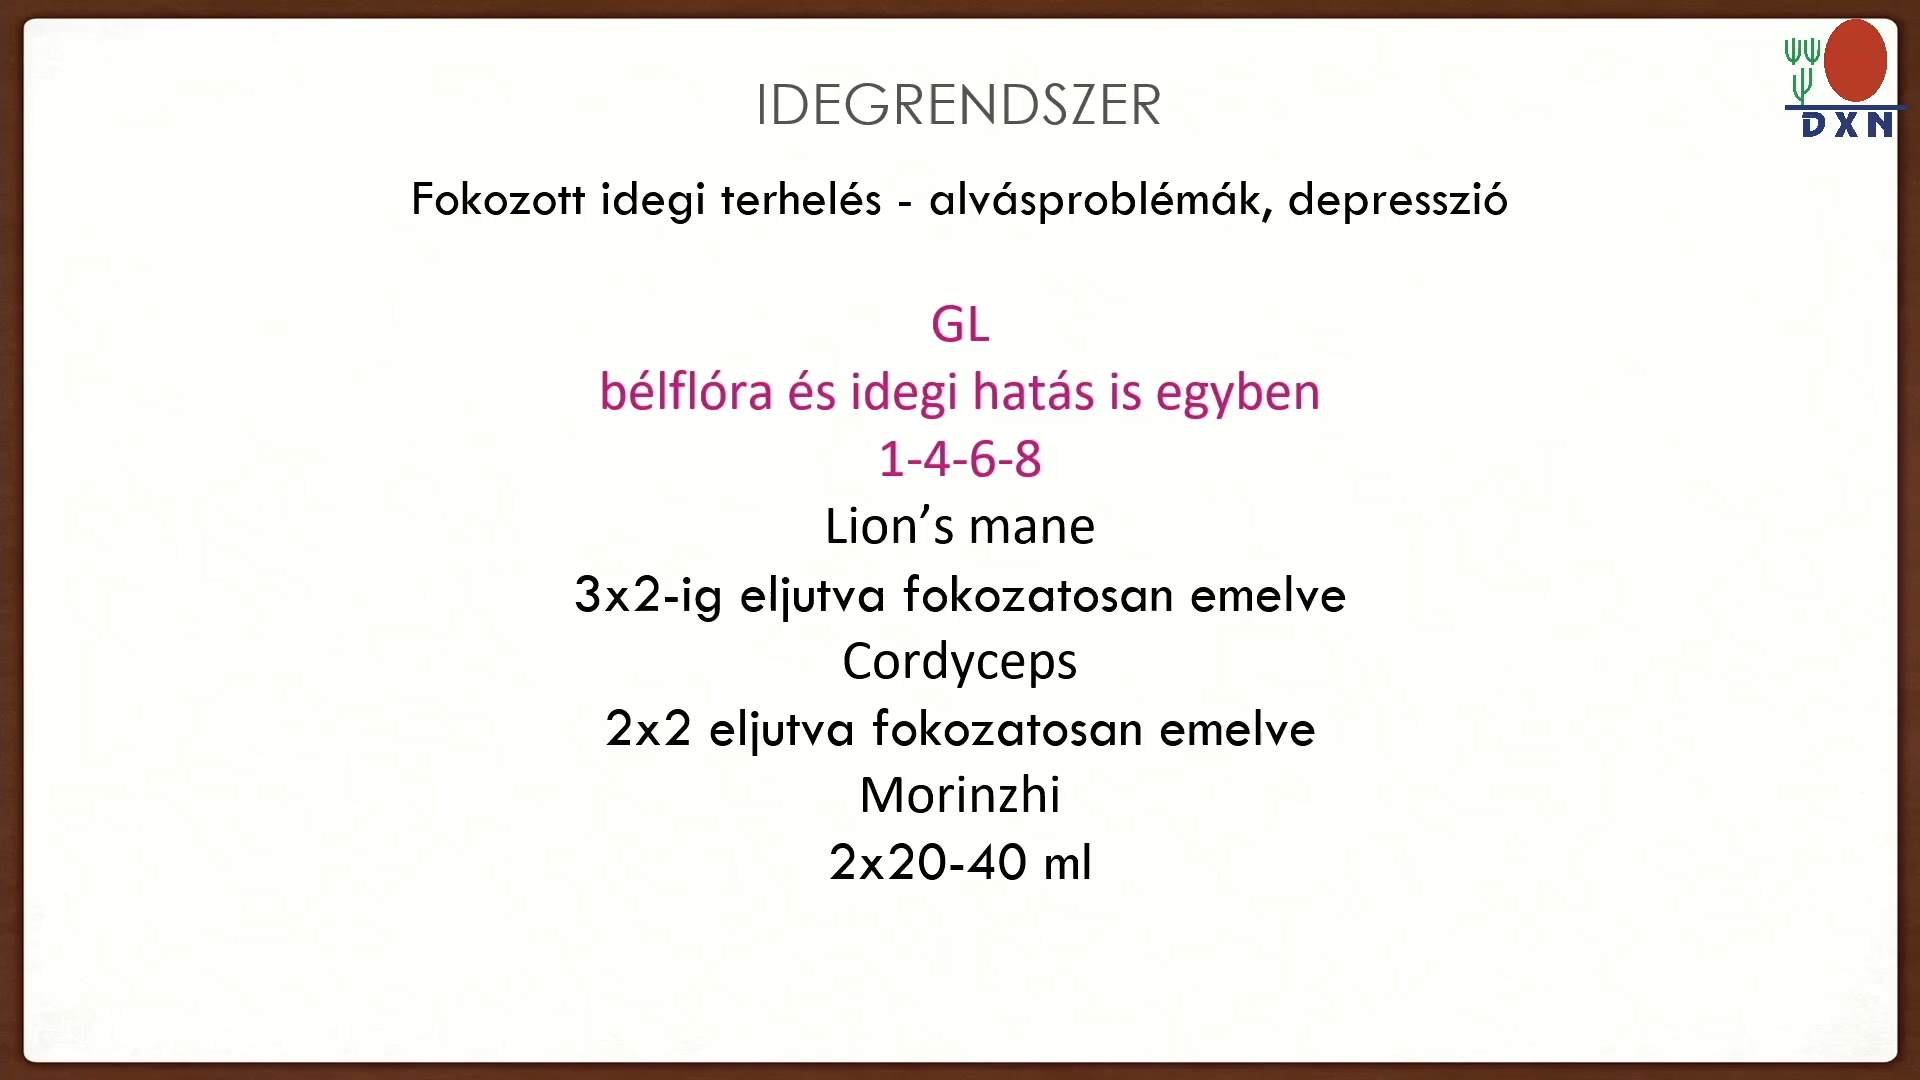 IDEGRENDSZER
DXN
Fokozott idegi terhelés - alvásproblémák, depresszió
GL
bélflóra és idegi hatás is egyben
1-4-6-8
Lion’s mane
3x2-ig eljutva fokozatosan emelve
Cordyceps
2x2 eljutva fokozatosan emelve
Morinzhi
2x20-40 ml